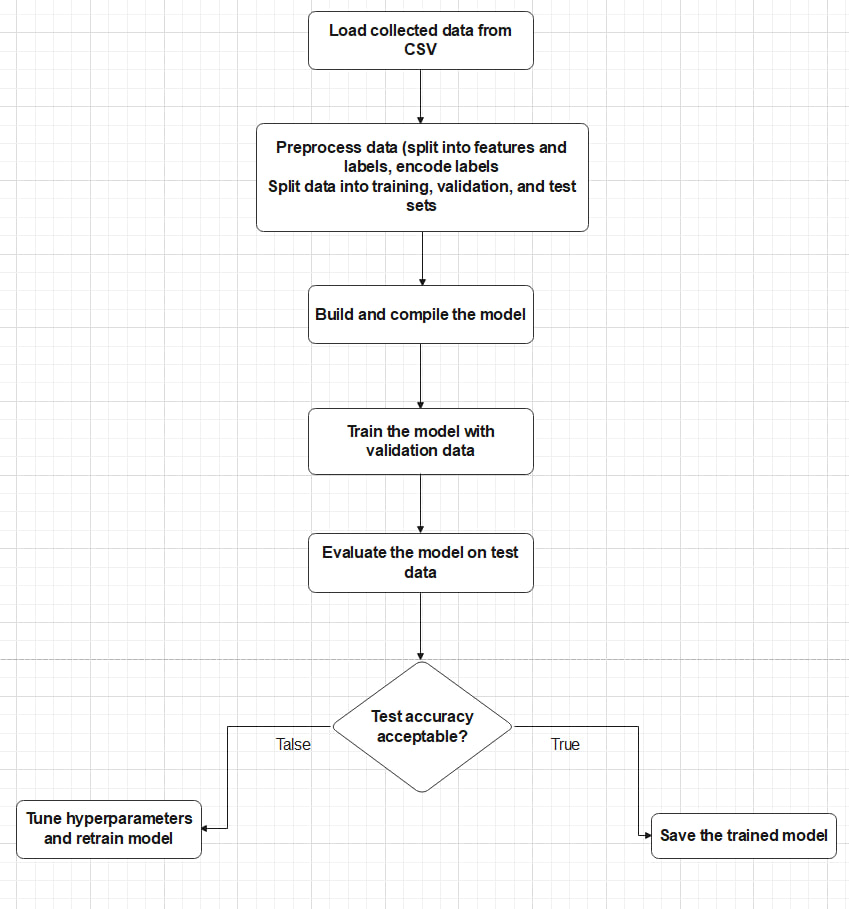 Load collected data from
CSV
Preprocess data (split into features and
labels, encode labels
Split data into training, validation, and test
sets
Build and compile the model
Train the model with
validation data
Evaluate the model on test
data
Test accuracy
acceptable?
Talse
True
Tune hyperparameters
and retrain model
Save the trained model